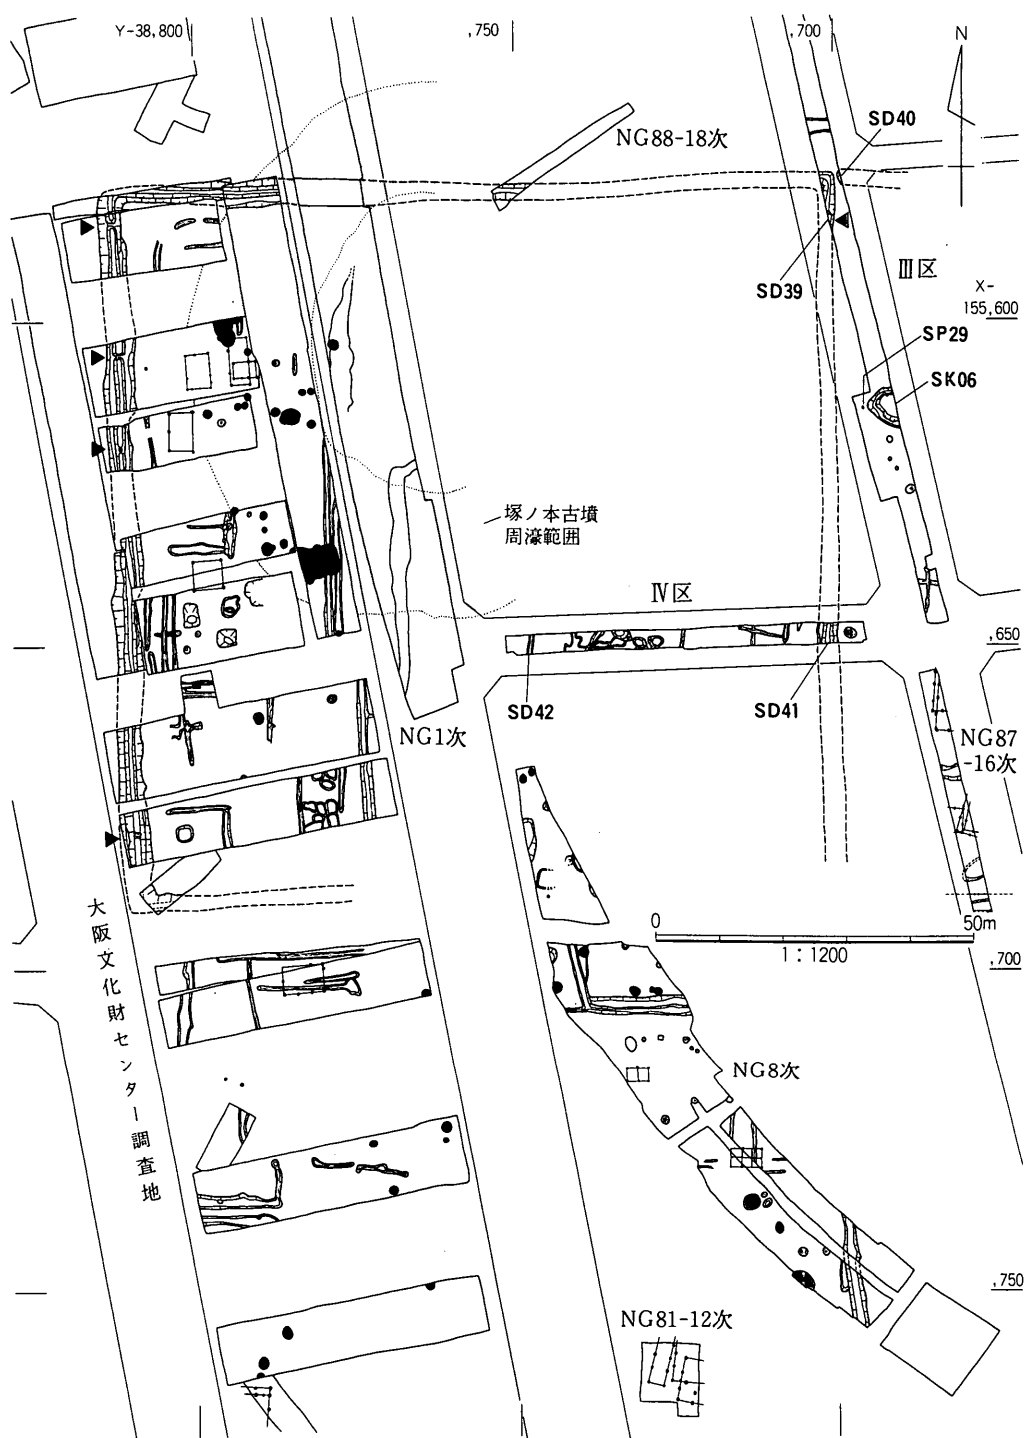 Y-38,800
,750
,700
N
SD40
NG88-18次
Ⅲ区
SD39
X-
155,600
SP29
SK06
塚ノ本古墳
周濠範囲
Ⅳ区
,650
SD42
SD41
NG1次
NG87
-16次
大阪文化財センター調査地
0
50m
1:1200
,700
NG8次
,750
NG81-12次